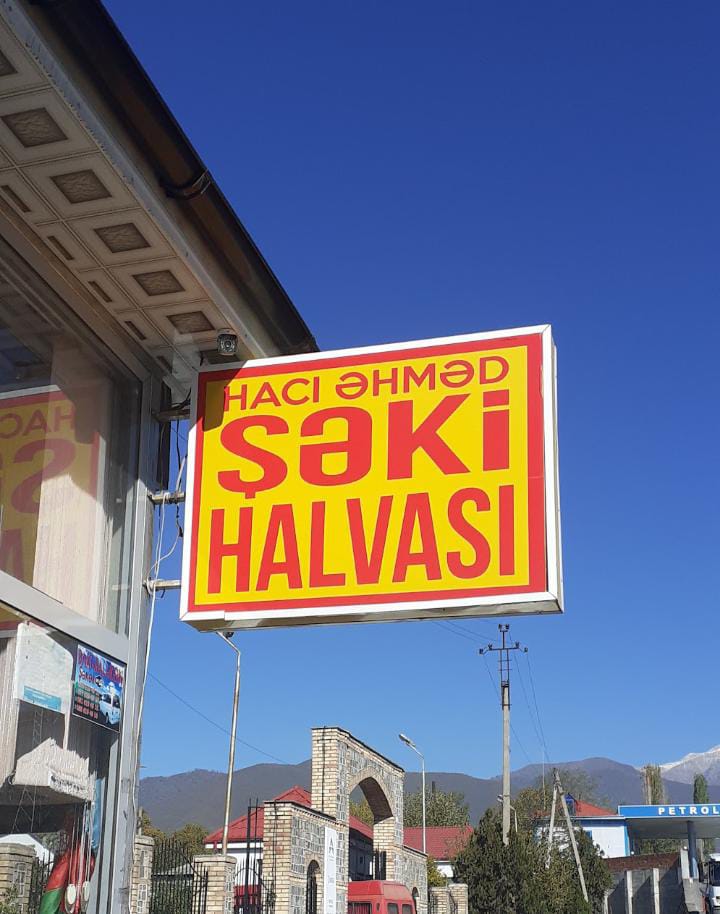 HACI ƏHMƏD
ŞƏKİ
HALVASI
PETROL